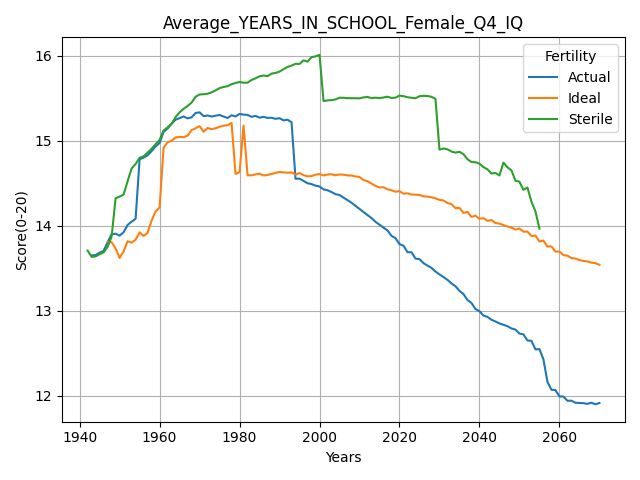 Average_YEARS_IN_SCHOOL_Female_Q4_IQ
Fertility
Actual
Ideal
Sterile
Score(0-20)
16
15
14
13
12
1940 1960 1980 2000 2020 2040 2060
Years